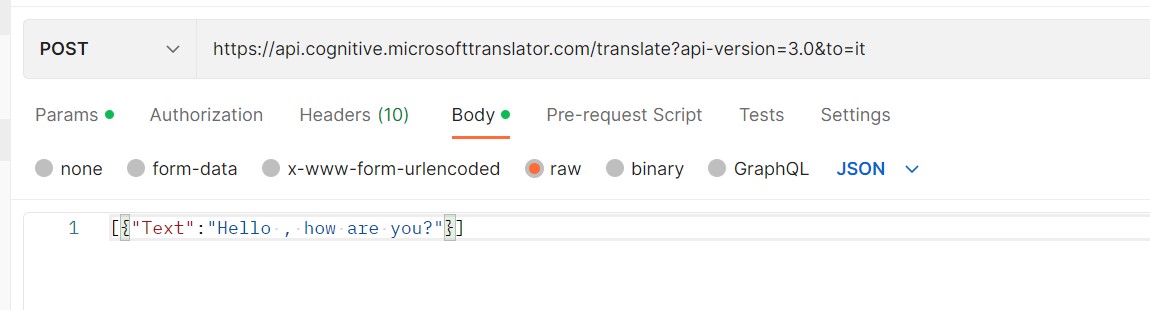 POST https://api.cognitive.microsofttranslator.com/translate?api-version=3.0&to=it
Params Authorization Headers (10) Body Pre-request Script Tests Settings
none form-data x-www-form-urlencoded raw binary GraphQL JSON
1 [{"Text":"Hello , how are you?"}]